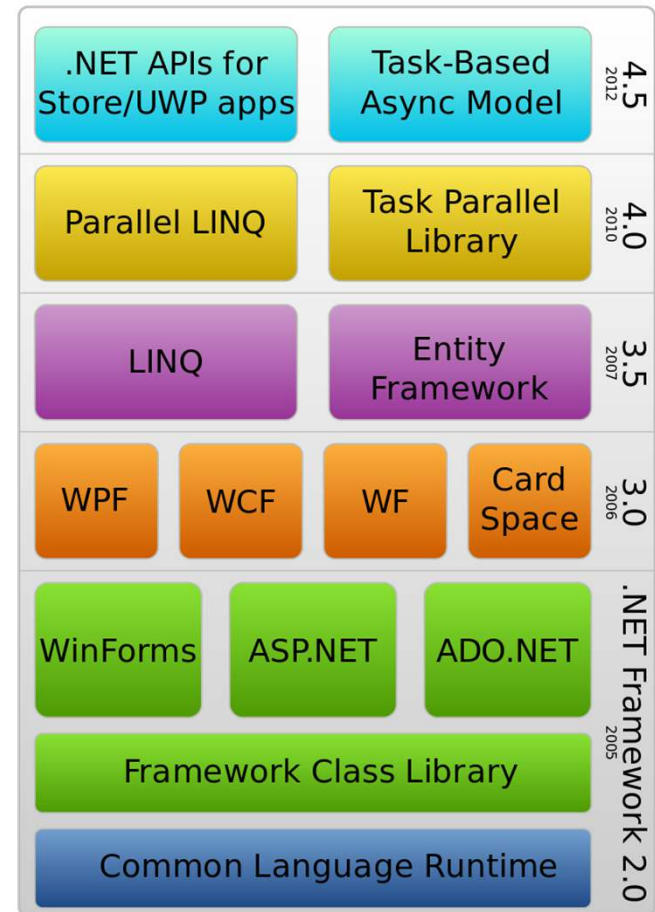 .NET APIs for
Store/UWP apps
Task-Based
Async Model
4.5
2012
Parallel LINQ
Task Parallel
Library
4.0
2010
LINQ
Entity
Framework
3.5
2007
WPF
WCF
WF
Card
Space
3.0
2006
WinForms
ASP.NET
ADO.NET
Framework Class Library
Common Language Runtime
.NET Framework 2.0
2005